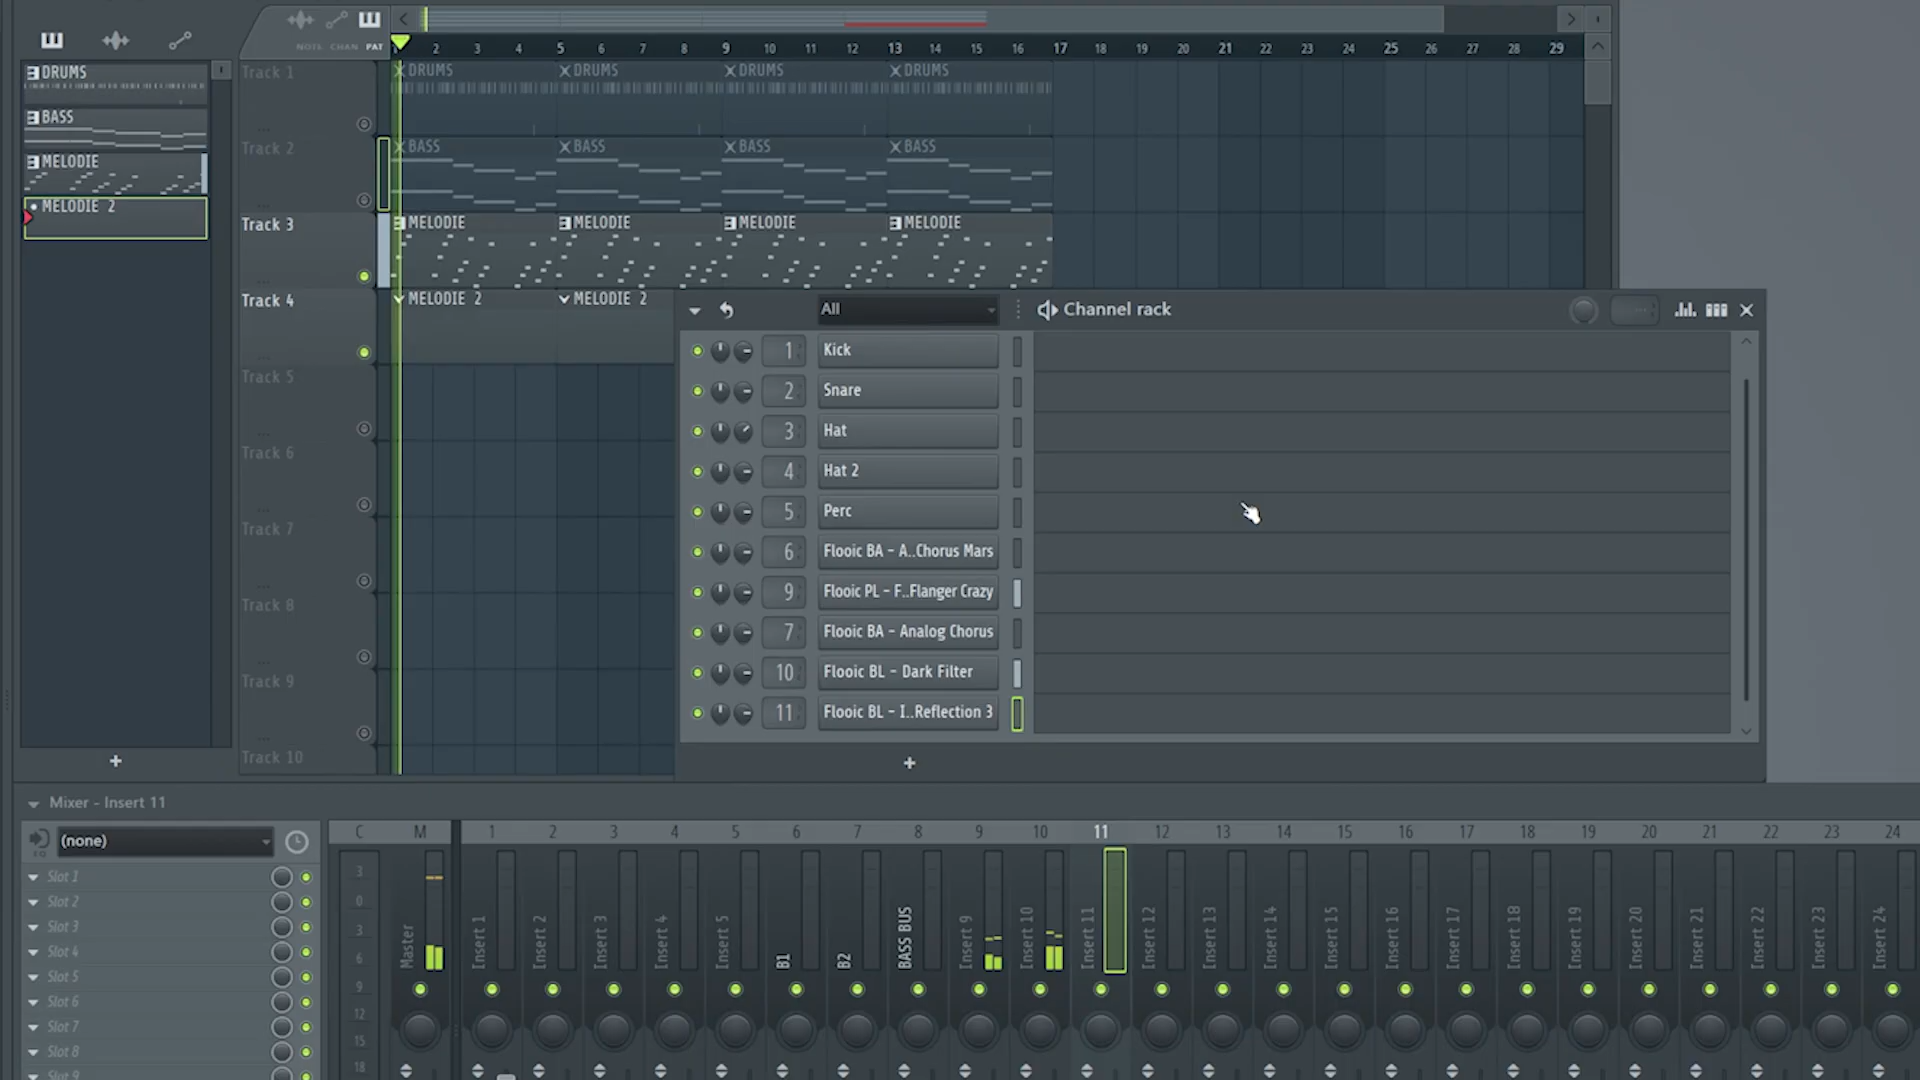 NOTE CHAN PAT
2 3 4 5 6 7 8 9 10 11 12 13 14 15 16 17 18 19 20 21 22 23 24 25 26 27 28 29
DRUMS
BASS
MELODIE
MELODIE 2
Track 1
DRUMS DRUMS DRUMS DRUMS
Track 2
BASS BASS BASS BASS
Track 3
MELODIE MELODIE MELODIE MELODIE
Track 4
MELODIE 2 MELODIE 2
Track 5
Track 6
Track 7
Track 8
Track 9
Track 10
All
Channel rack
1 Kick
2 Snare
3 Hat
4 Hat 2
5 Perc
6 Flooic BA - A..Chorus Mars
9 Flooic PL - F..Flanger Crazy
7 Flooic BA - Analog Chorus
10 Flooic BL - Dark Filter
11 Flooic BL - I..Reflection 3
+
+
Mixer - Insert 11
(none)
Slot 1
Slot 2
Slot 3
Slot 4
Slot 5
Slot 6
Slot 7
Slot 8
Slot 9
C M 1 2 3 4 5 6 7 8 9 10 11 12 13 14 15 16 17 18 19 20 21 22 23 24
3
0
3
6
9
12
15
18
Master
Insert 1
Insert 2
Insert 3
Insert 4
Insert 5
B1
B2
BASS BUS
Insert 9
Insert 10
Insert 11
Insert 12
Insert 13
Insert 14
Insert 15
Insert 16
Insert 17
Insert 18
Insert 19
Insert 20
Insert 21
Insert 22
Insert 23
Insert 24